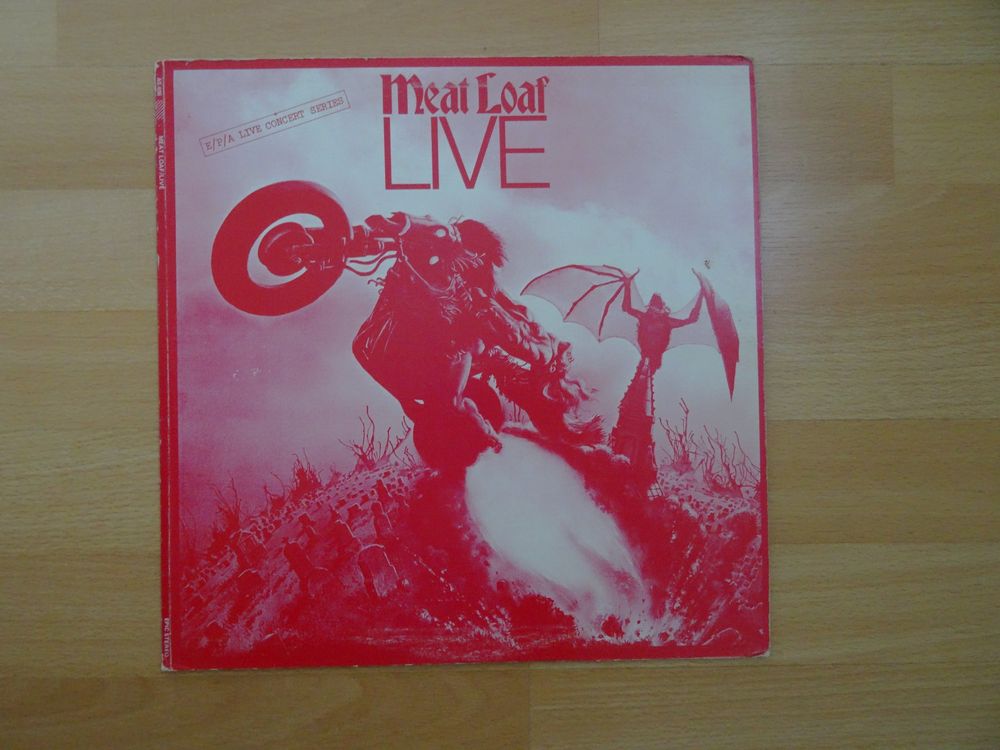 Meat Loaf
LIVE
E/P/A LIVE CONCERT SERIES
MEAT LOAF/LIVE